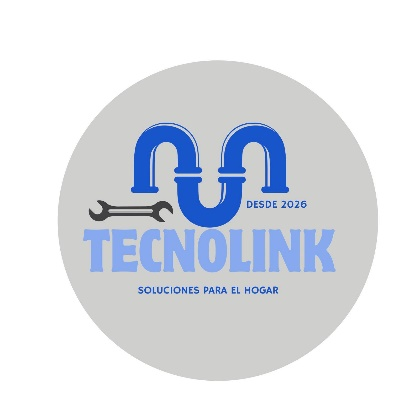 DESDE 2026
TECNOLINK
SOLUCIONES PARA EL HOGAR